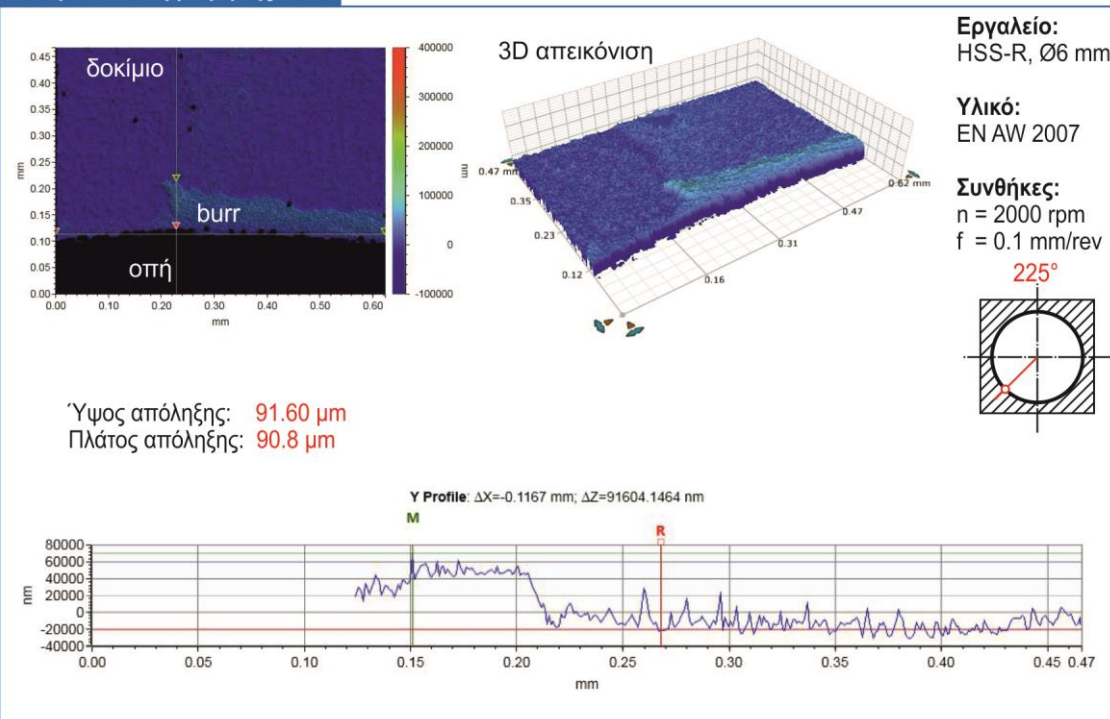 0.45
0.40
0.35
0.30
0.25
0.20
0.15
0.10
0.05
0.00
mm
0.00 0.10 0.20 0.30 0.40 0.50 0.60
mm
δοκίμιο
burr
οπή
400000
300000
200000
100000
0
-100000
nm
3D απεικόνιση
0.47 mm
0.35
0.23
0.12
0.16
0.31
0.47
0.62 mm
Εργαλείο:
HSS-R, Ø6 mm
Υλικό:
EN AW 2007
Συνθήκες:
n = 2000 rpm
f = 0.1 mm/rev
225°
Ύψος απόληξης: 91.60 μm
Πλάτος απόληξης: 90.8 μm
Y Profile: ΔX=-0.1167 mm; ΔZ=91604.1464 nm
M
R
80000
60000
40000
20000
0
-20000
-40000
nm
0.00 0.05 0.10 0.15 0.20 0.25 0.30 0.35 0.40 0.45 0.47
mm